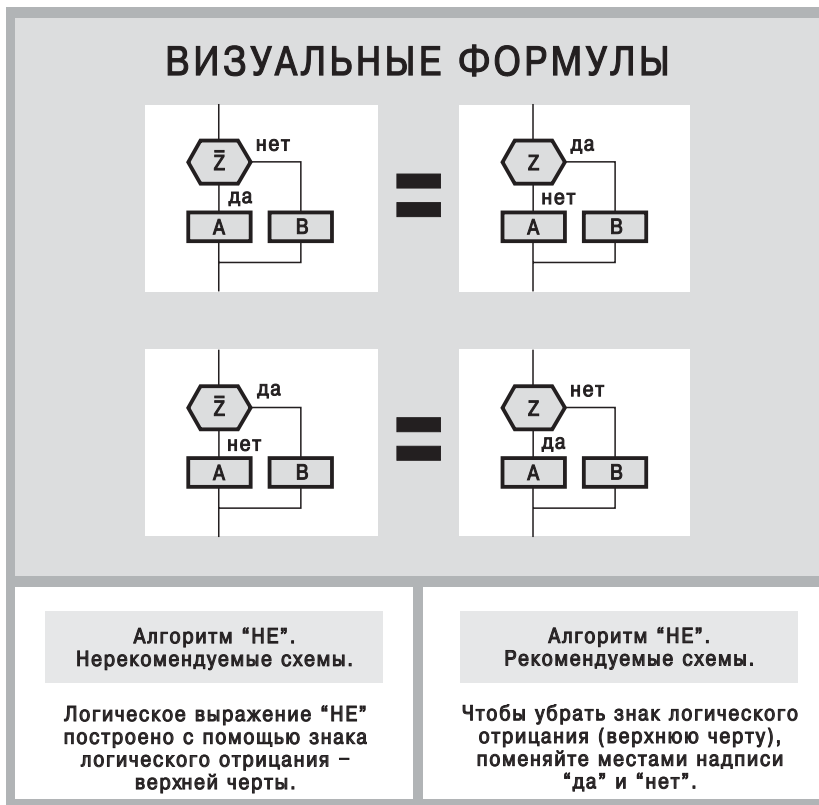 ВИЗУАЛЬНЫЕ ФОРМУЛЫ
Z̅ нет
да
A B
=
Z да
нет
A B
Z̅ да
нет
A B
=
Z нет
да
A B
Алгоритм “НЕ”.
Нерекомендуемые схемы.
Логическое выражение “НЕ”
построено с помощью знака
логического отрицания –
верхней черты.
Алгоритм “НЕ”.
Рекомендуемые схемы.
Чтобы убрать знак логического
отрицания (верхнюю черту),
поменяйте местами надписи
“да” и “нет”.